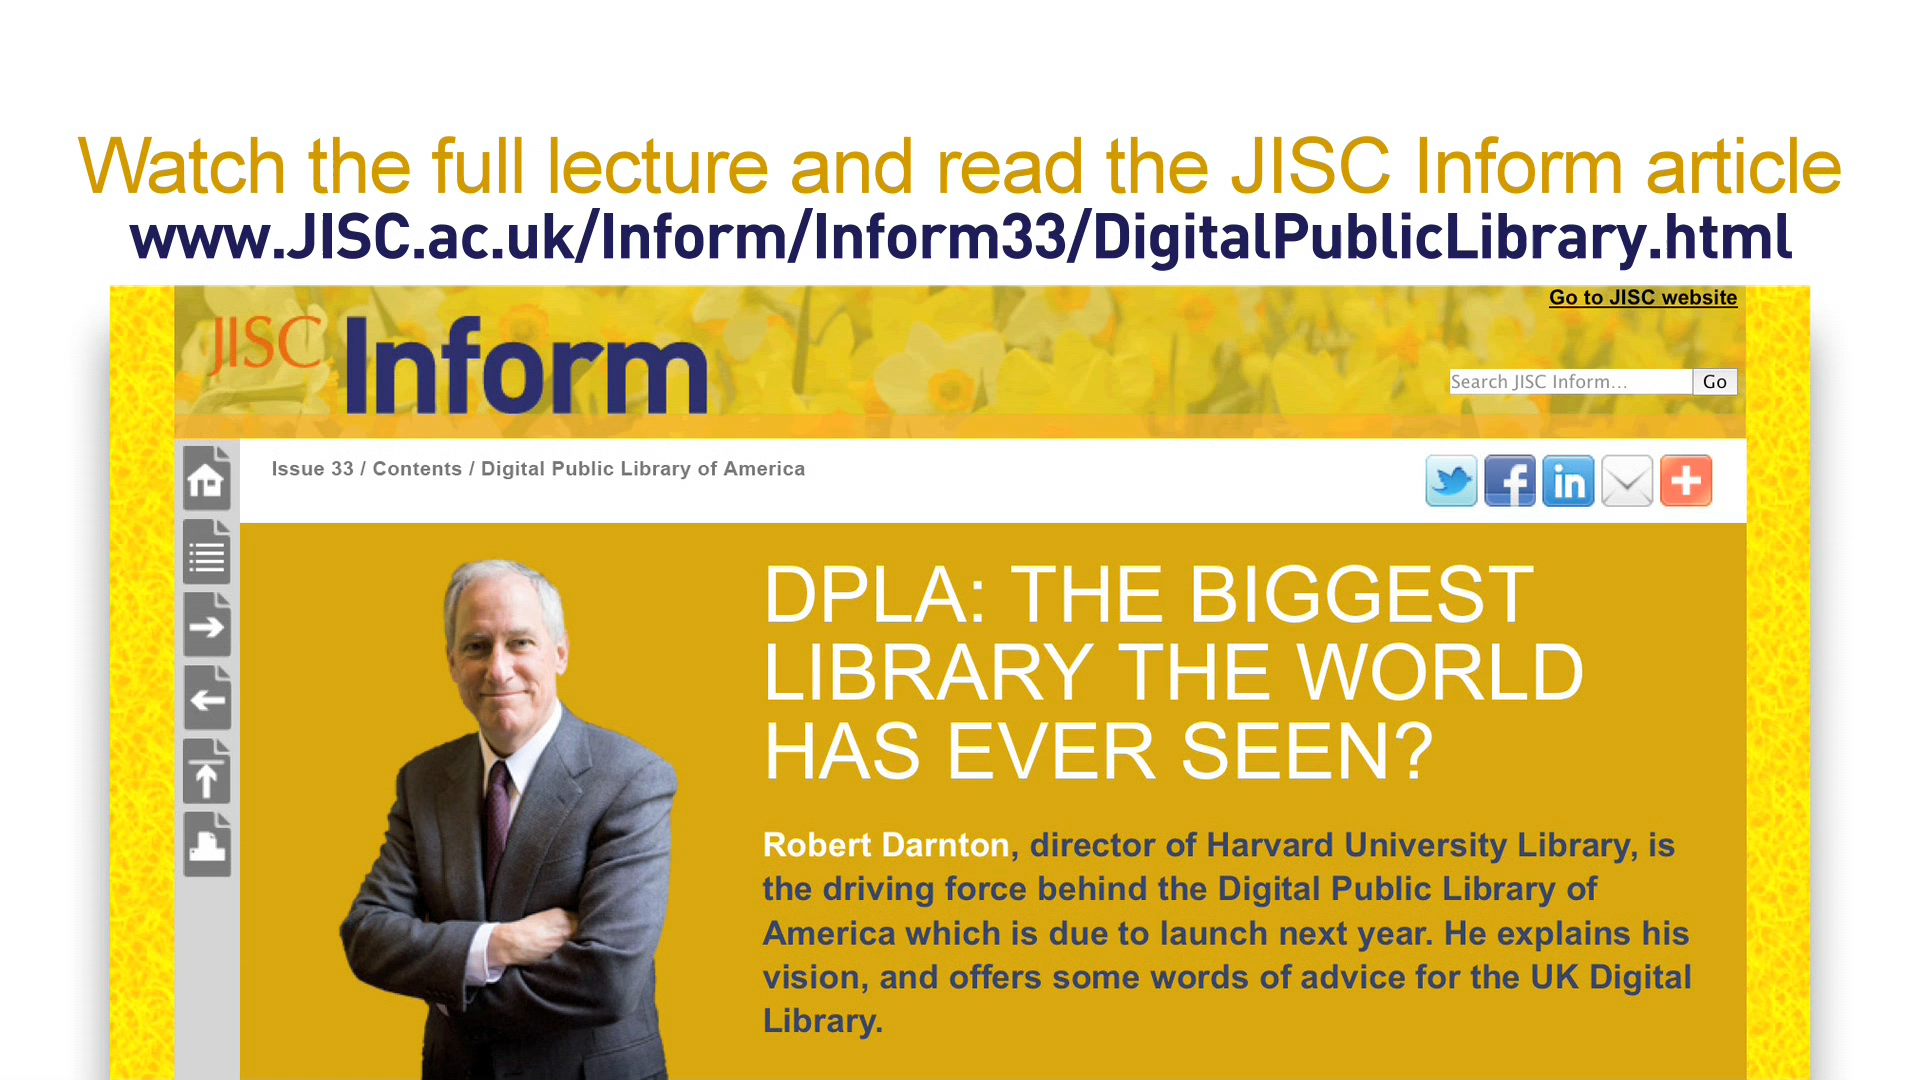 Watch the full lecture and read the JISC Inform article
www.JISC.ac.uk/Inform/Inform33/DigitalPublicLibrary.html
Go to JISC website
JISC Inform
Search JISC Inform... Go
Issue 33 / Contents / Digital Public Library of America
DPLA: THE BIGGEST
LIBRARY THE WORLD
HAS EVER SEEN?
Robert Darnton, director of Harvard University Library, is
the driving force behind the Digital Public Library of
America which is due to launch next year. He explains his
vision, and offers some words of advice for the UK Digital
Library.